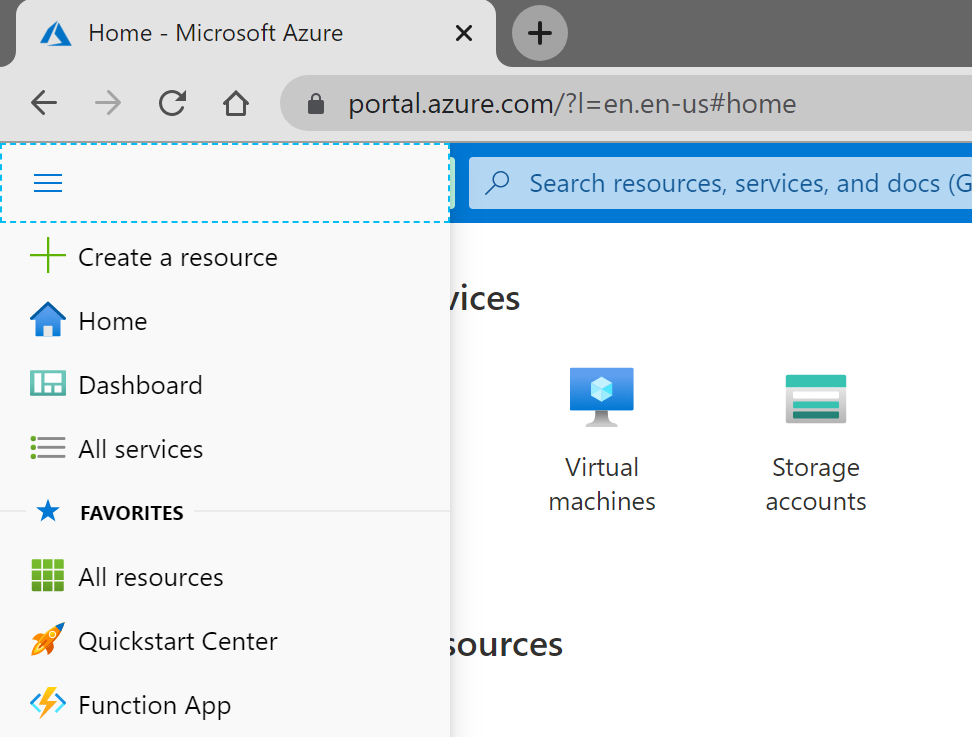 Home - Microsoft Azure
portal.azure.com/?l=en.en-us#home
Search resources, services, and docs (G
Create a resource
Home
Dashboard
All services
FAVORITES
All resources
Quickstart Center
Function App
vices
Virtual
machines
Storage
accounts
sources